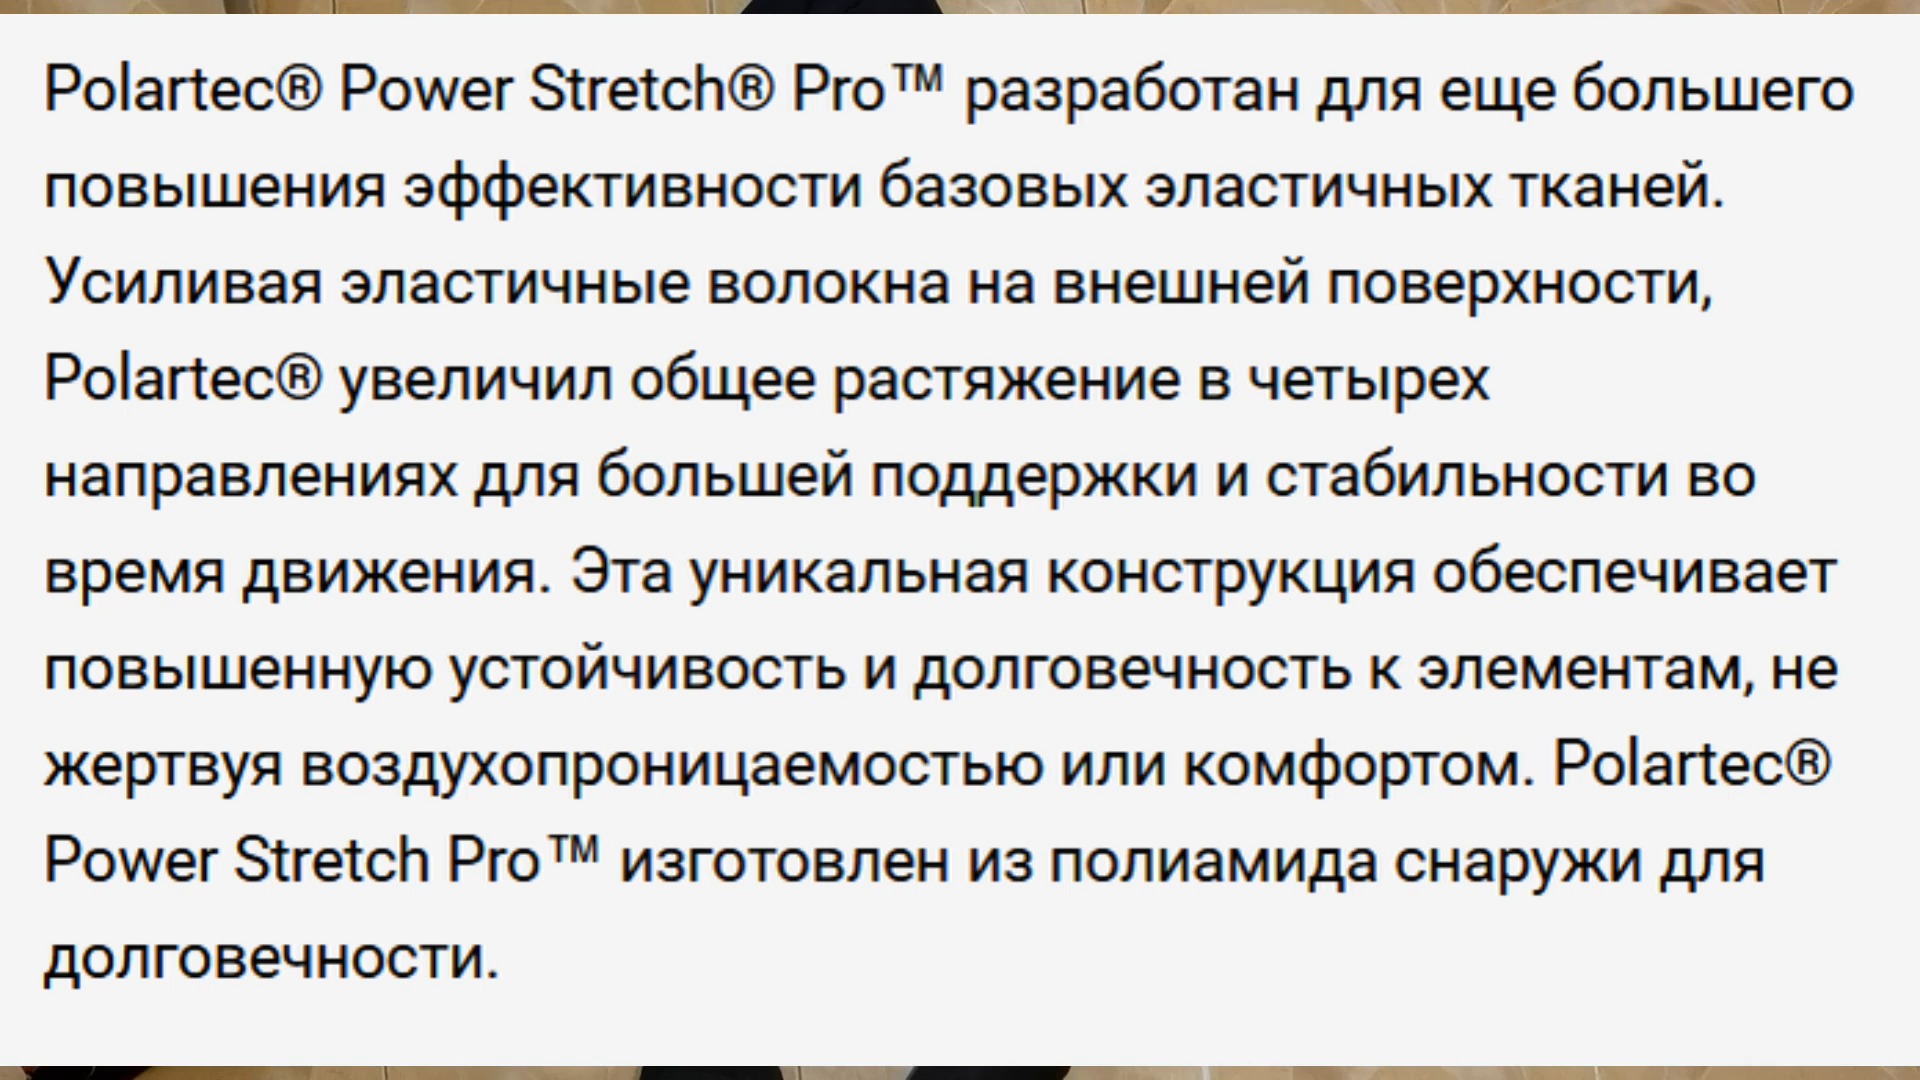 Polartec® Power Stretch® Pro™ разработан для еще большего
повышения эффективности базовых эластичных тканей.
Усиливая эластичные волокна на внешней поверхности,
Polartec® увеличил общее растяжение в четырех
направлениях для большей поддержки и стабильности во
время движения. Эта уникальная конструкция обеспечивает
повышенную устойчивость и долговечность к элементам, не
жертвуя воздухопроницаемостью или комфортом. Polartec®
Power Stretch Pro™ изготовлен из полиамида снаружи для
долговечности.